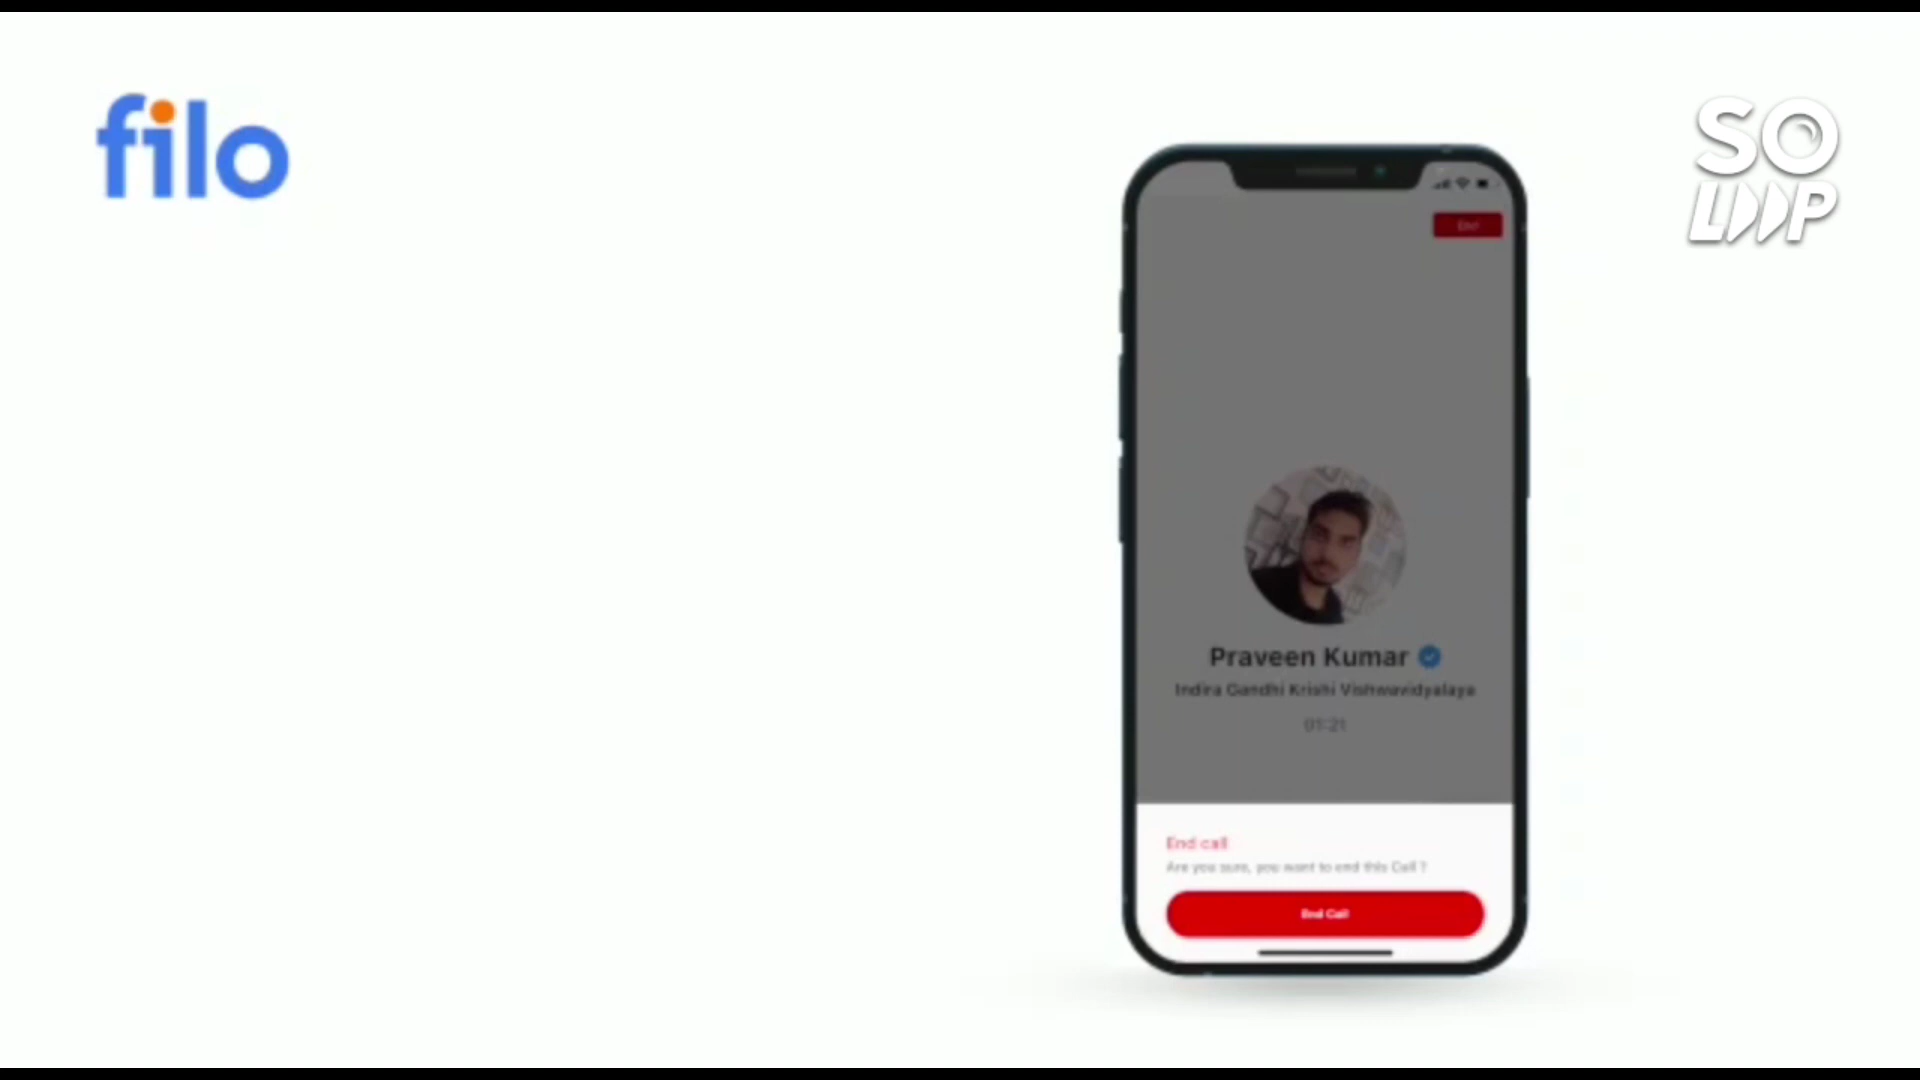 filo
SO
LOOP
End
Praveen Kumar
Indira Gandhi Krishi Vishwavidyalaya
01:21
End call
Are you sure, you want to end this Call ?
End Call